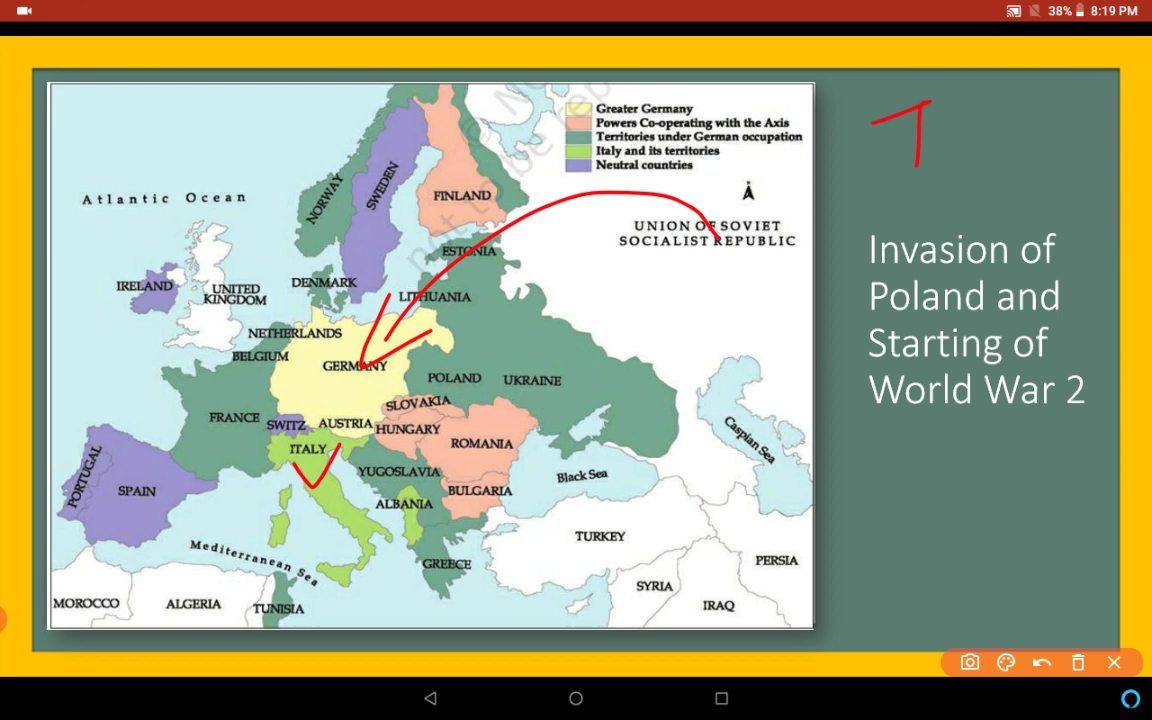 38% 8:19 PM
Greater Germany
Powers Co-operating with the Axis
Territories under German occupation
Italy and its territories
Neutral countries
Atlantic Ocean
NORWAY
SWEDEN
FINLAND
UNION OF SOVIET
SOCIALIST REPUBLIC
ESTONIA
IRELAND
UNITED
KINGDOM
DENMARK
LITHUANIA
NETHERLANDS
BELGIUM
GERMANY
POLAND
UKRAINE
SLOVAKIA
FRANCE
SWITZ
AUSTRIA
HUNGARY
ROMANIA
ITALY
Caspian Sea
PORTUGAL
SPAIN
YUGOSLAVIA
Black Sea
BULGARIA
ALBANIA
TURKEY
Mediterranean Sea
GREECE
PERSIA
SYRIA
MOROCCO
ALGERIA
TUNISIA
IRAQ
1
Invasion of
Poland and
Starting of
World War 2